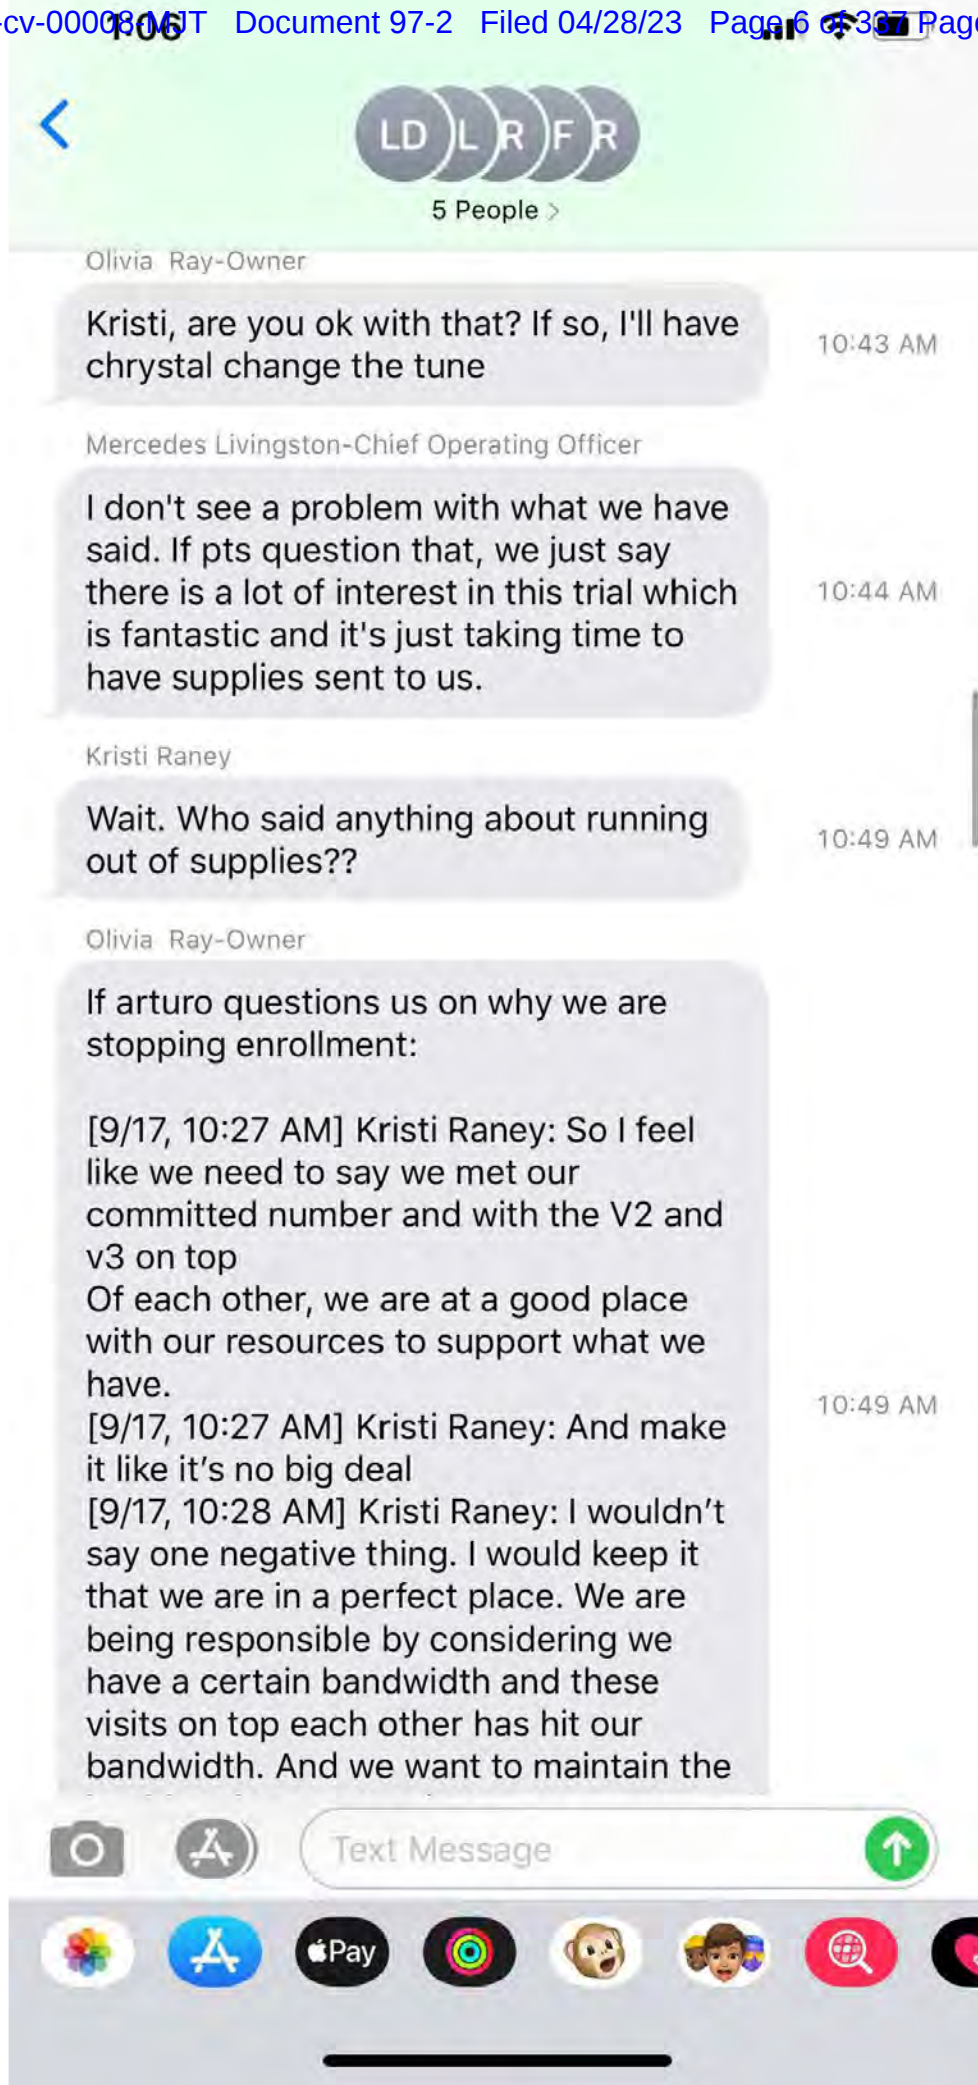 -cv-00008-MJT Document 97-2 Filed 04/28/23 Page 6 of 337 Page
1:06
LD L R F R
5 People >
Olivia Ray-Owner
Kristi, are you ok with that? If so, I'll have
chrystal change the tune
10:43 AM
Mercedes Livingston-Chief Operating Officer
I don't see a problem with what we have
said. If pts question that, we just say
there is a lot of interest in this trial which
is fantastic and it's just taking time to
have supplies sent to us.
10:44 AM
Kristi Raney
Wait. Who said anything about running
out of supplies??
10:49 AM
Olivia Ray-Owner
If arturo questions us on why we are
stopping enrollment:
[9/17, 10:27 AM] Kristi Raney: So I feel
like we need to say we met our
committed number and with the V2 and
v3 on top
Of each other, we are at a good place
with our resources to support what we
have.
[9/17, 10:27 AM] Kristi Raney: And make
it like it's no big deal
[9/17, 10:28 AM] Kristi Raney: I wouldn't
say one negative thing. I would keep it
that we are in a perfect place. We are
being responsible by considering we
have a certain bandwidth and these
visits on top each other has hit our
bandwidth. And we want to maintain the
10:49 AM
Text Message
Pay